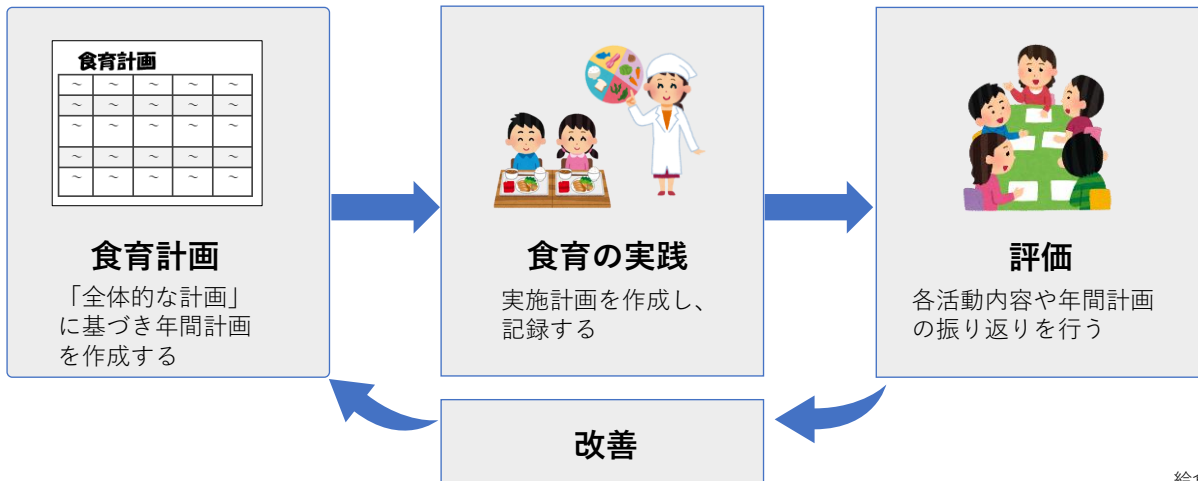 食育計画
~ ~ ~ ~ ~
~ ~ ~ ~ ~
~ ~ ~ ~ ~
~ ~ ~ ~ ~
~ ~ ~ ~ ~
食育計画
「全体的な計画」
に基づき年間計画
を作成する
食育の実践
実施計画を作成し、
記録する
評価
各活動内容や年間計画
の振り返りを行う
改善